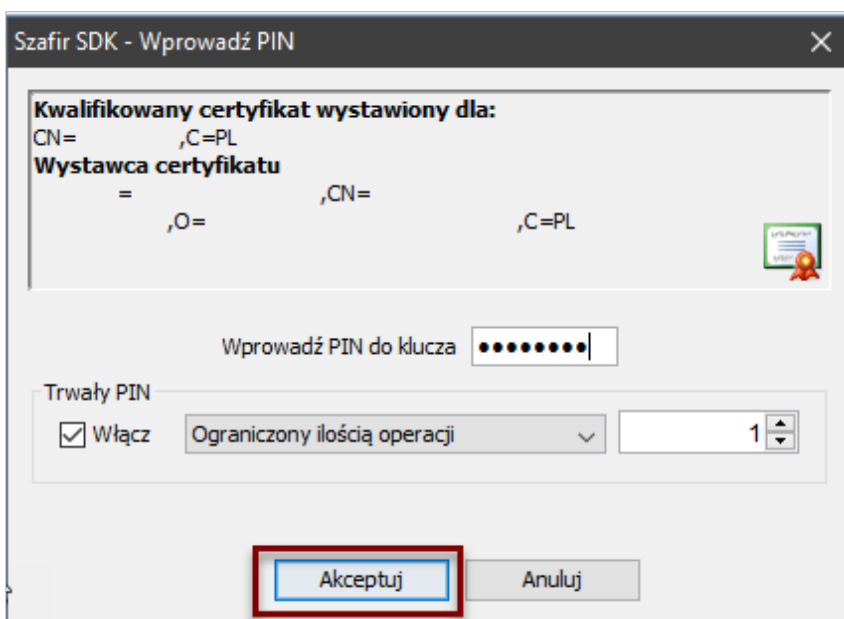 Szafir SDK - Wprowadź PIN
Kwalifikowany certyfikat wystawiony dla:
CN= ,C=PL
Wystawca certyfikatu
= ,CN=
,O= ,C=PL
Wprowadź PIN do klucza ••••••••
Trwały PIN
Włącz Ograniczony ilością operacji 1
Akceptuj Anuluj